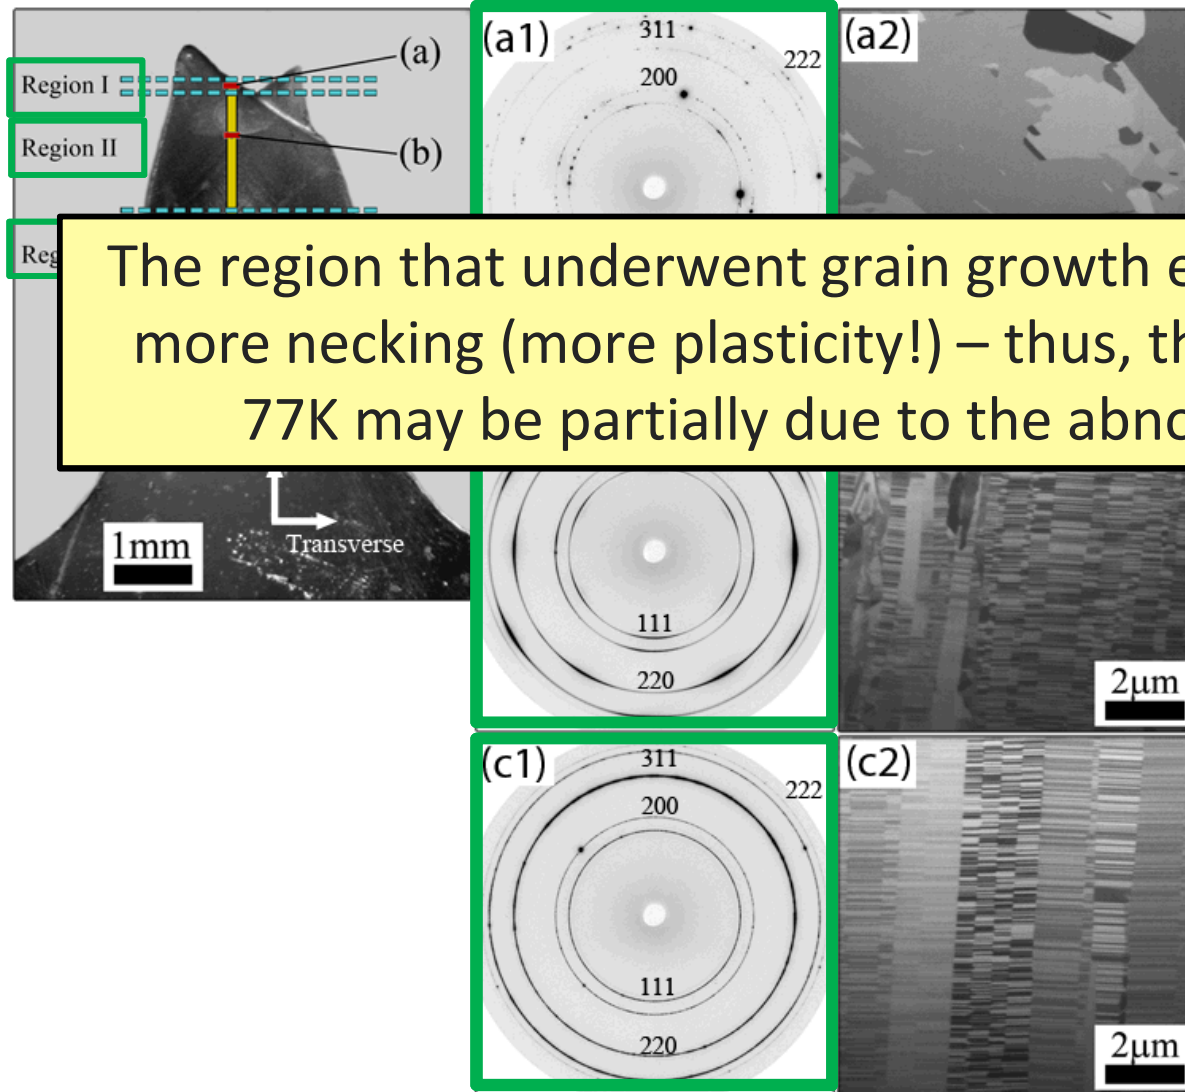 Region I
(a)
Region II
(b)
Reg
1mm
Transverse
(a1)
311
222
200
(a2)
The region that underwent grain growth e
more necking (more plasticity!) – thus, th
77K may be partially due to the abno
111
220
2μm
(c1)
311
222
200
111
220
(c2)
2μm